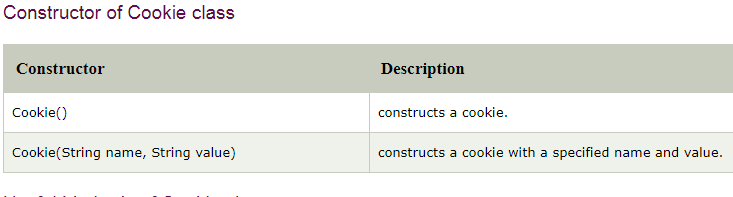 Constructor of Cookie class
Constructor Description
Cookie() constructs a cookie.
Cookie(String name, String value) constructs a cookie with a specified name and value.